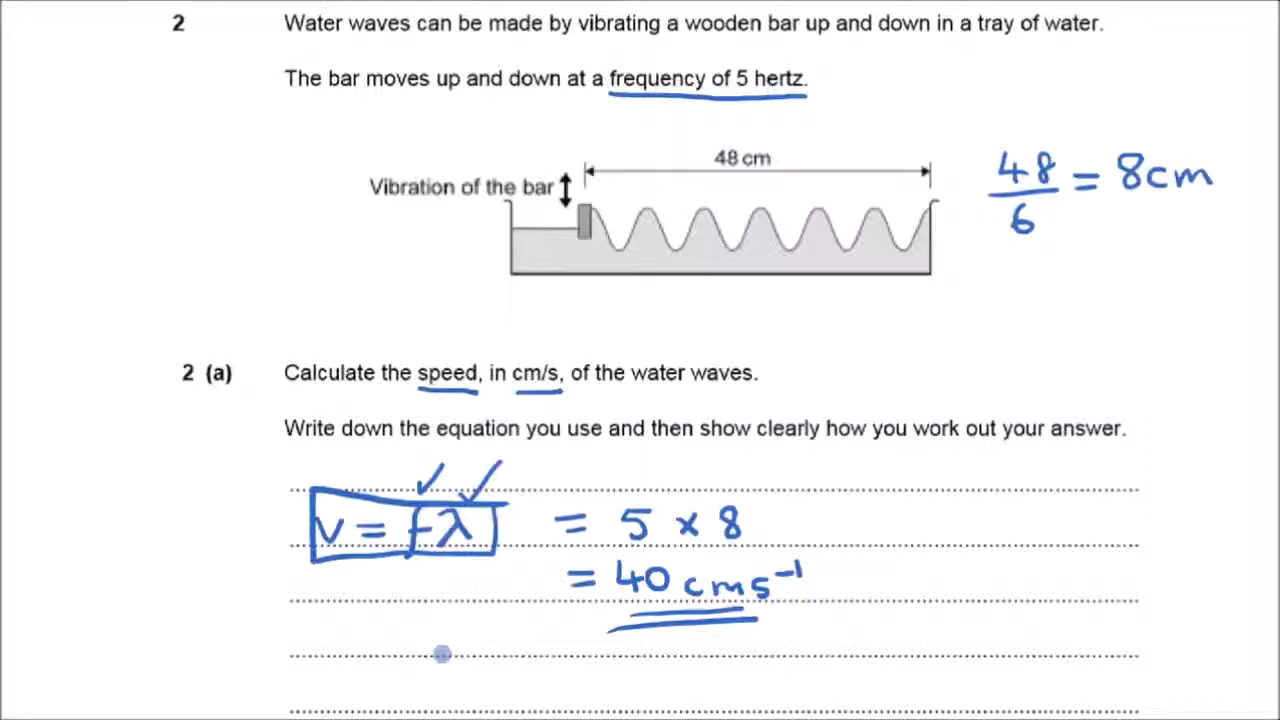 2 Water waves can be made by vibrating a wooden bar up and down in a tray of water.
The bar moves up and down at a frequency of 5 hertz.
48 cm
Vibration of the bar
48/6 = 8cm
2 (a) Calculate the speed, in cm/s, of the water waves.
Write down the equation you use and then show clearly how you work out your answer.
v = fλ = 5 × 8
= 40 cms⁻¹